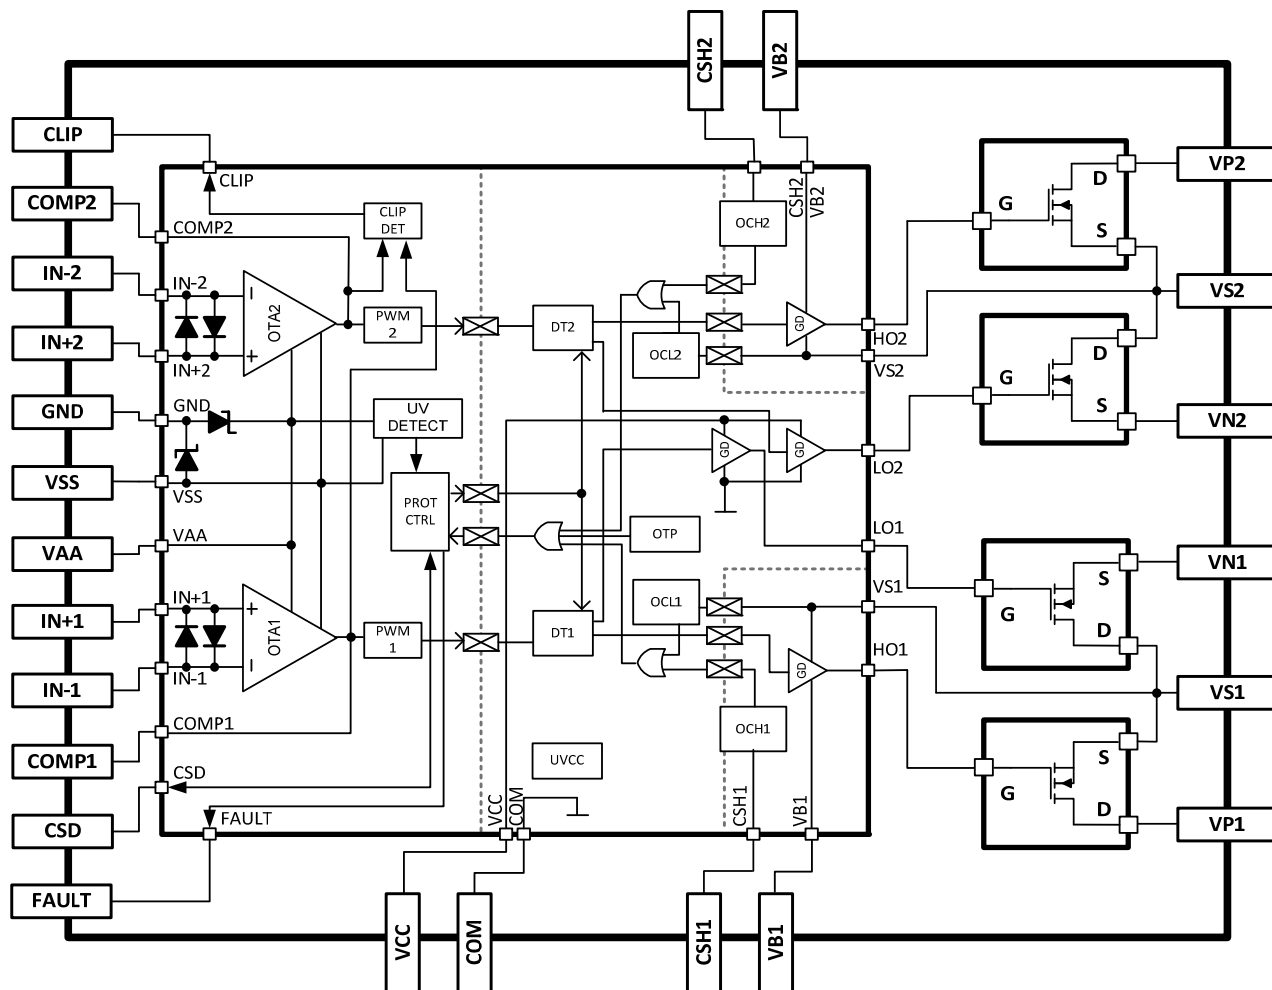 CSH2
VB2
CLIP
COMP2
IN-2
IN+2
GND
VSS
VAA
IN+1
IN-1
COMP1
CSD
FAULT
CLIP
COMP2
IN-2
IN+2
GND
VSS
VAA
IN+1
IN-1
COMP1
CSD
FAULT
OTA2
OTA1
CLIP
DET
PWM
2
UV
DETECT
PROT
CTRL
PWM
1
DT2
DT1
OCH2
OCL2
OTP
OCL1
OCH1
UVCC
GD
GD
GD
GD
CSH2
VB2
HO2
VS2
LO2
LO1
VS1
HO1
VCC
COM
CSH1
VB1
G
D
S
G
D
S
G
S
D
G
S
D
VP2
VS2
VN2
VN1
VS1
VP1
VCC
COM
CSH1
VB1